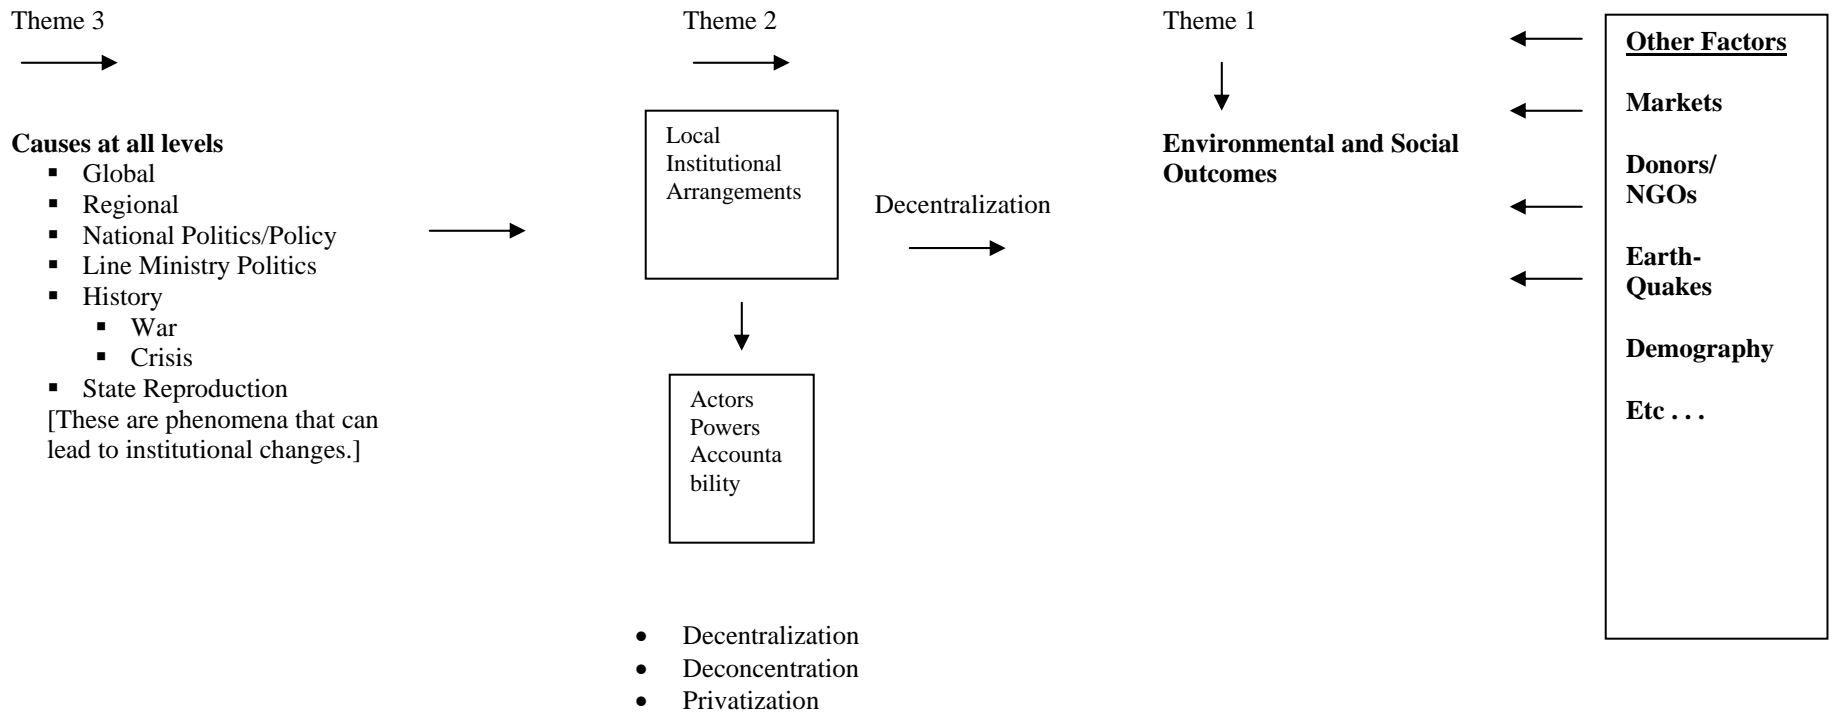 Theme 3
Causes at all levels
▪ Global
▪ Regional
▪ National Politics/Policy
▪ Line Ministry Politics
▪ History
▪ War
▪ Crisis
▪ State Reproduction
[These are phenomena that can
lead to institutional changes.]
Theme 2
Local
Institutional
Arrangements
Decentralization
Actors
Powers
Accounta
bility
• Decentralization
• Deconcentration
• Privatization
Theme 1
Environmental and Social
Outcomes
Other Factors
Markets
Donors/
NGOs
Earth-
Quakes
Demography
Etc . . .